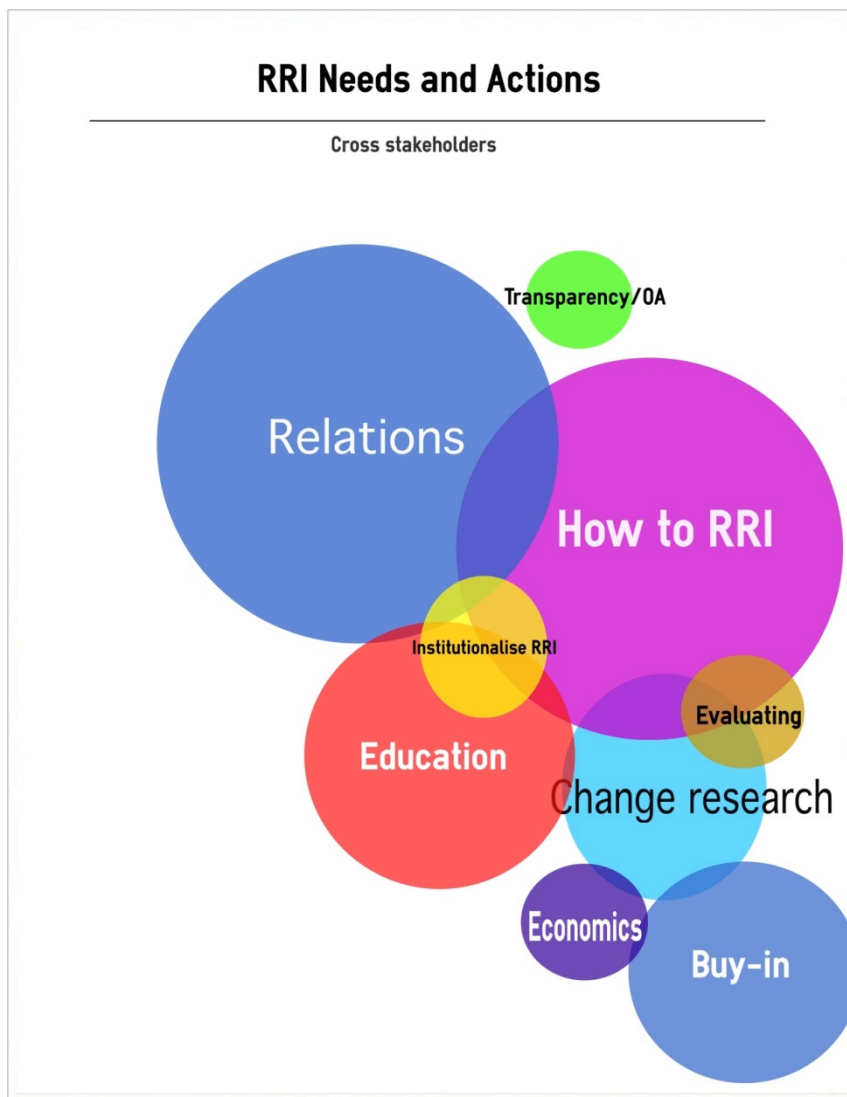 RRI Needs and Actions
Cross stakeholders
Transparency/OA
Relations
How to RRI
Institutionalise RRI
Evaluating
Education
Change research
Economics
Buy-in